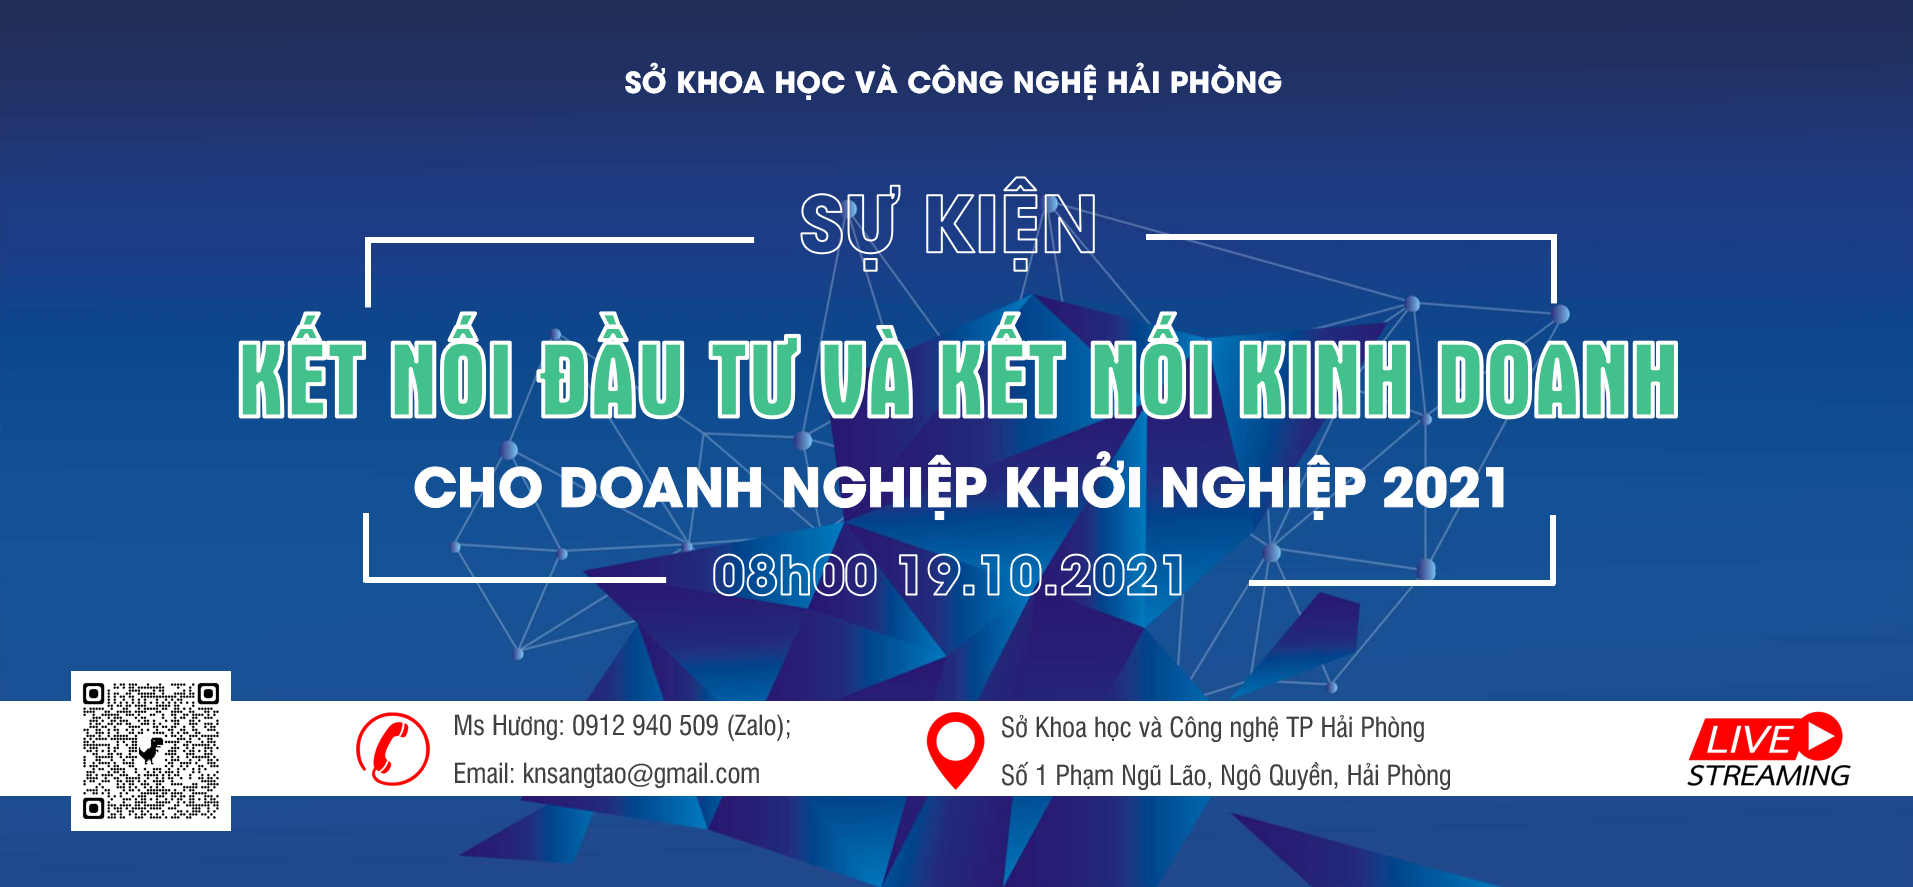 SỞ KHOA HỌC VÀ CÔNG NGHỆ HẢI PHÒNG
SỰ KIỆN
KẾT NỐI ĐẦU TƯ VÀ KẾT NỐI KINH DOANH
CHO DOANH NGHIỆP KHỞI NGHIỆP 2021
08h00 19.10.2021
Ms Hương: 0912 940 509 (Zalo);
Email: knsangtao@gmail.com
Sở Khoa học và Công nghệ TP Hải Phòng
Số 1 Phạm Ngũ Lão, Ngô Quyền, Hải Phòng
LIVE
STREAMING